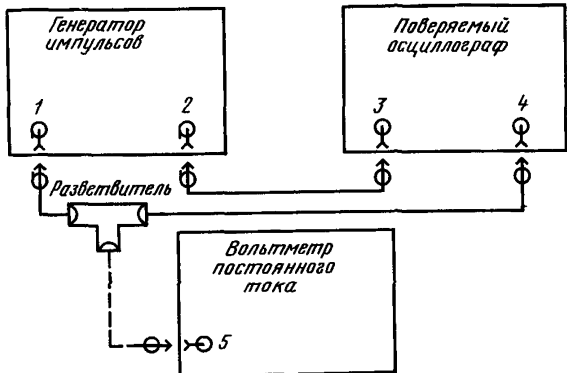 Генератор
импульсов
Поверяемый
осциллограф
1
2
3
4
Разветвитель
Вольтметр
постоянного
тока
5